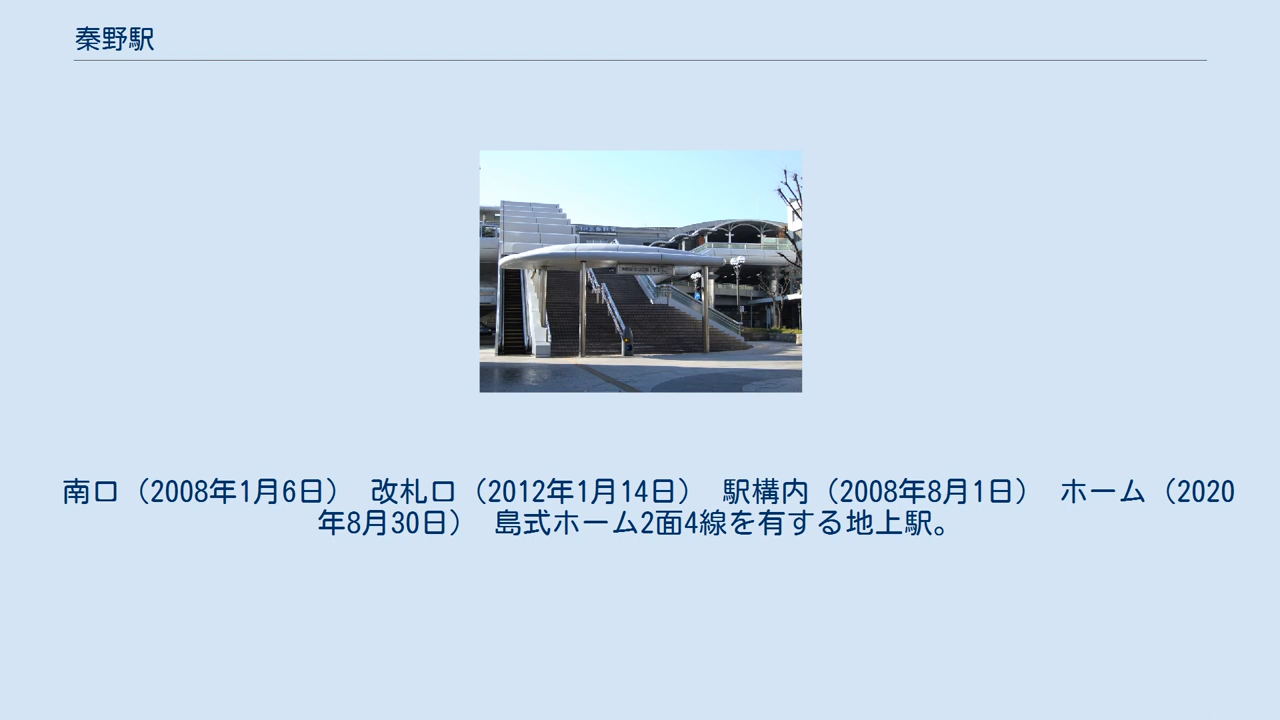 秦野駅
南口（2008年1月6日）　改札口（2012年1月14日）　駅構内（2008年8月1日）　ホーム（2020
年8月30日）　島式ホーム2面4線を有する地上駅。